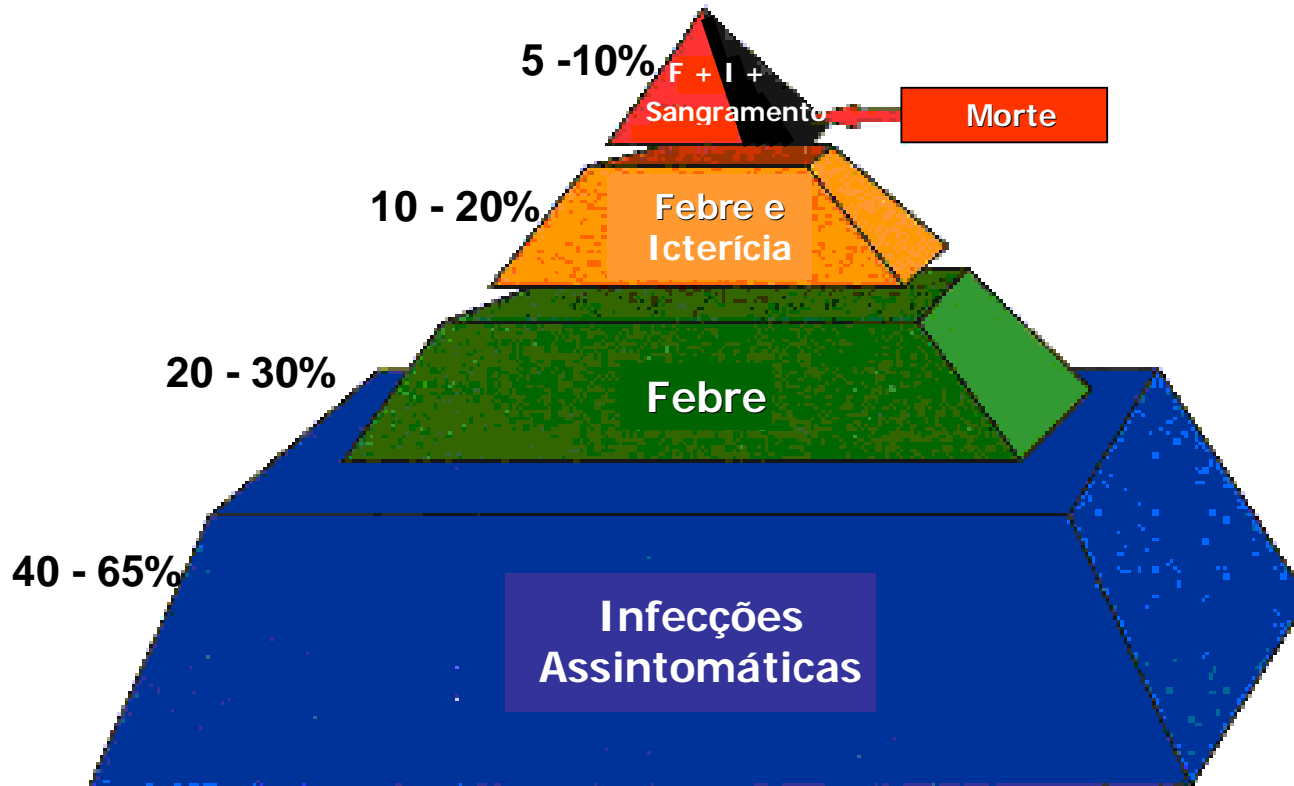 5 -10%
F + I +
Sangramento
Morte
10 - 20%
Febre e
Icterícia
20 - 30%
Febre
40 - 65%
Infecções
Assintomáticas